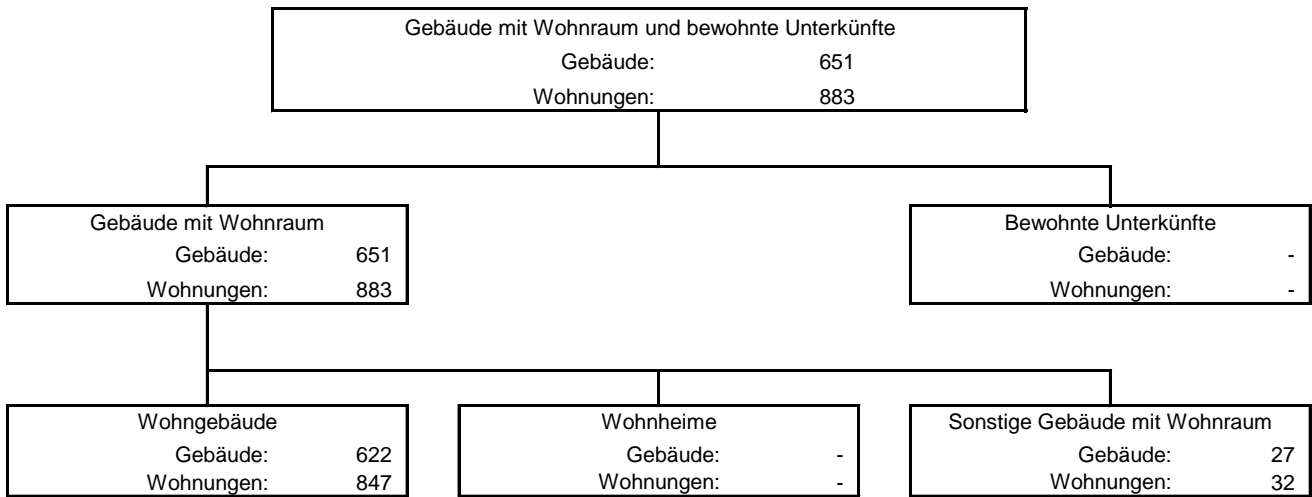 Gebäude mit Wohnraum und bewohnte Unterkünfte
Gebäude: 651
Wohnungen: 883
Gebäude mit Wohnraum
Gebäude: 651
Wohnungen: 883
Bewohnte Unterkünfte
Gebäude: -
Wohnungen: -
Wohngebäude
Gebäude: 622
Wohnungen: 847
Wohnheime
Gebäude: -
Wohnungen: -
Sonstige Gebäude mit Wohnraum
Gebäude: 27
Wohnungen: 32